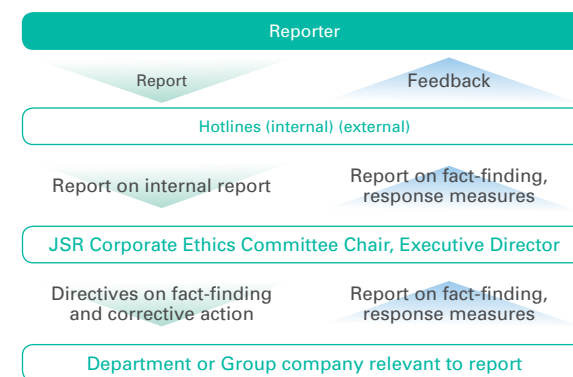 Reporter
Report
Feedback
Hotlines (internal) (external)
Report on internal report
Report on fact-finding,
response measures
JSR Corporate Ethics Committee Chair, Executive Director
Directives on fact-finding
and corrective action
Report on fact-finding,
response measures
Department or Group company relevant to report